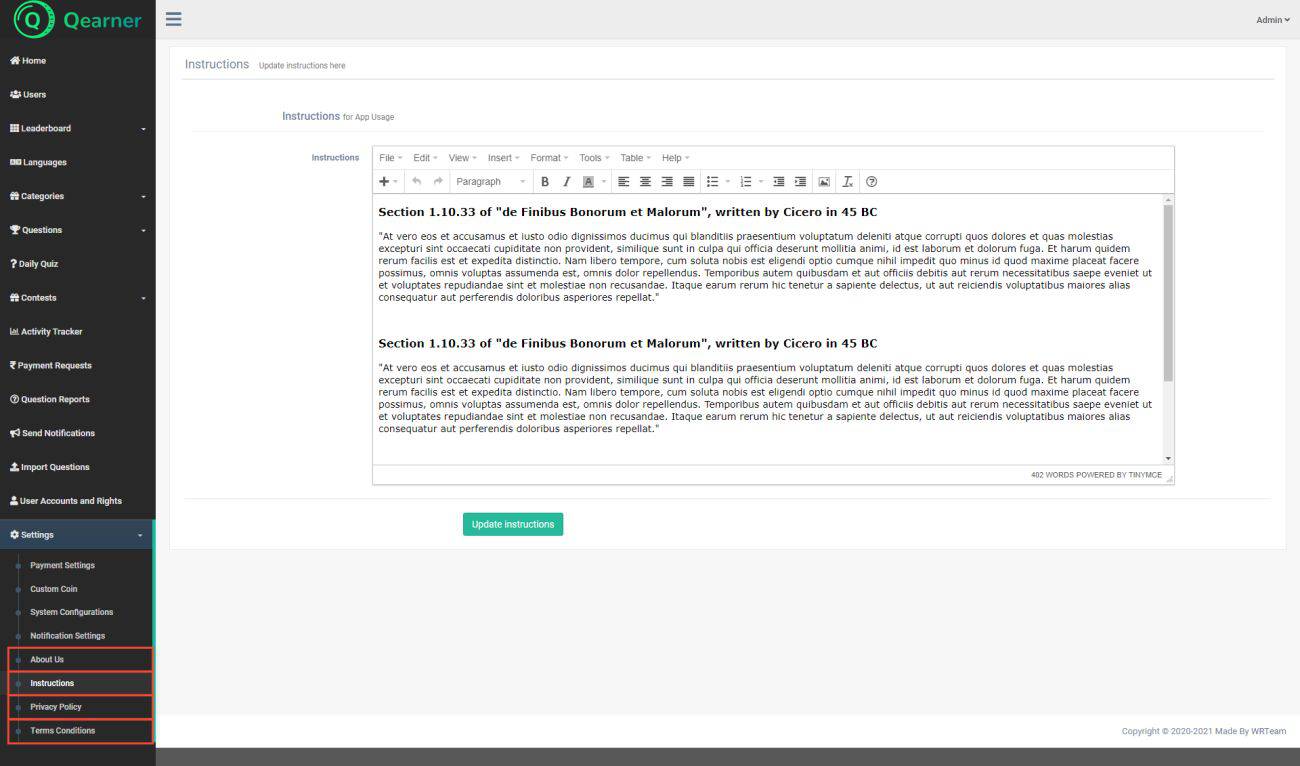 Qearner
Admin
Home
Users
Leaderboard
Languages
Categories
Questions
Daily Quiz
Contests
Activity Tracker
Payment Requests
Question Reports
Send Notifications
Import Questions
User Accounts and Rights
Settings
Payment Settings
Custom Coin
System Configurations
Notification Settings
About Us
Instructions
Privacy Policy
Terms Conditions
Instructions Update instructions here
Instructions for App Usage
Instructions
File Edit View Insert Format Tools Table Help
Paragraph B I A
Section 1.10.33 of "de Finibus Bonorum et Malorum", written by Cicero in 45 BC
"At vero eos et accusamus et iusto odio dignissimos ducimus qui blanditiis praesentium voluptatum deleniti atque corrupti quos dolores et quas molestias
excepturi sint occaecati cupiditate non provident, similique sunt in culpa qui officia deserunt mollitia animi, id est laborum et dolorum fuga. Et harum quidem
rerum facilis est et expedita distinctio. Nam libero tempore, cum soluta nobis est eligendi optio cumque nihil impedit quo minus id quod maxime placeat facere
possimus, omnis voluptas assumenda est, omnis dolor repellendus. Temporibus autem quibusdam et aut officiis debitis aut rerum necessitatibus saepe eveniet ut
et voluptates repudiandae sint et molestiae non recusandae. Itaque earum rerum hic tenetur a sapiente delectus, ut aut reiciendis voluptatibus maiores alias
consequatur aut perferendis doloribus asperiores repellat."
Section 1.10.33 of "de Finibus Bonorum et Malorum", written by Cicero in 45 BC
"At vero eos et accusamus et iusto odio dignissimos ducimus qui blanditiis praesentium voluptatum deleniti atque corrupti quos dolores et quas molestias
excepturi sint occaecati cupiditate non provident, similique sunt in culpa qui officia deserunt mollitia animi, id est laborum et dolorum fuga. Et harum quidem
rerum facilis est et expedita distinctio. Nam libero tempore, cum soluta nobis est eligendi optio cumque nihil impedit quo minus id quod maxime placeat facere
possimus, omnis voluptas assumenda est, omnis dolor repellendus. Temporibus autem quibusdam et aut officiis debitis aut rerum necessitatibus saepe eveniet ut
et voluptates repudiandae sint et molestiae non recusandae. Itaque earum rerum hic tenetur a sapiente delectus, ut aut reiciendis voluptatibus maiores alias
consequatur aut perferendis doloribus asperiores repellat."
402 WORDS POWERED BY TINYMCE
Update instructions
Copyright © 2020-2021 Made By WRTeam